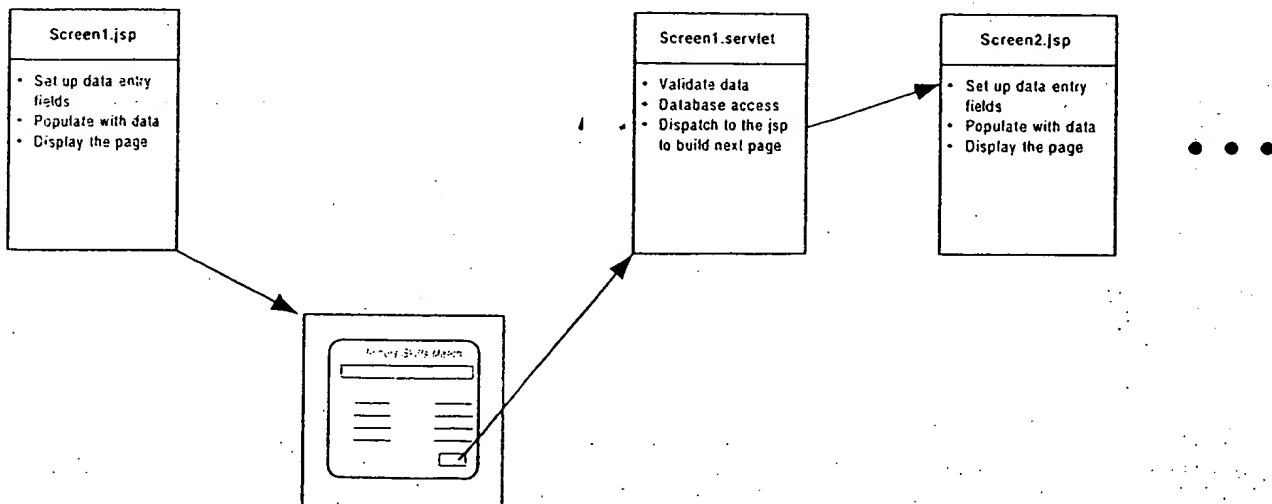 Screen1.jsp
• Set up data entry
fields
• Populate with data
• Display the page
Screen1.servlet
• Validate data
• Database access
• Dispatch to the jsp
to build next page
Screen2.jsp
• Set up data entry
fields
• Populate with data
• Display the page
Skills Match